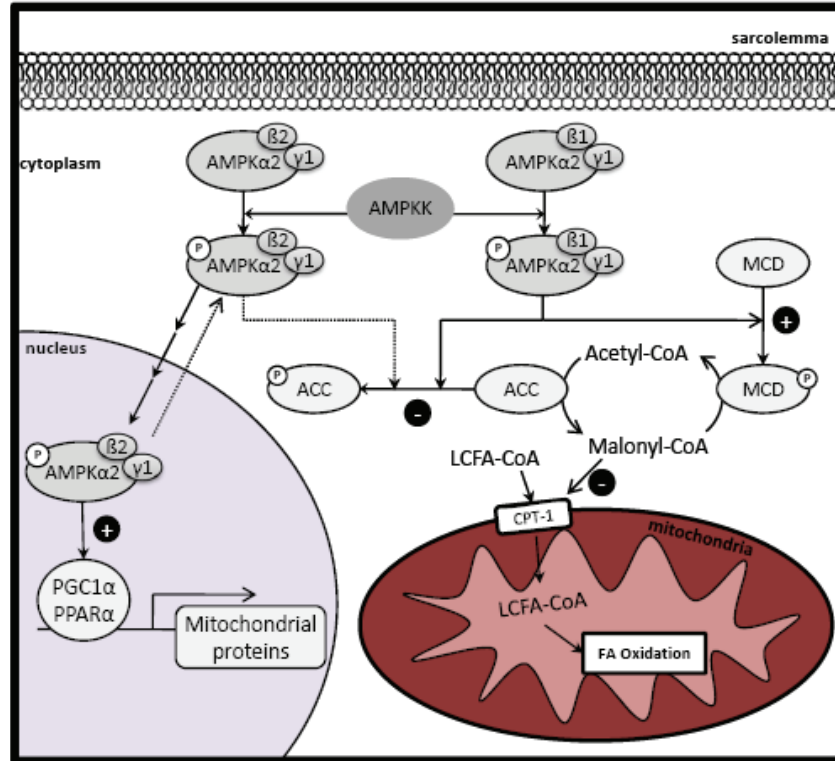 sarcolemma
cytoplasm
AMPKα2
ß2
γ1
AMPKα2
ß1
γ1
AMPKK
P
AMPKα2
ß2
γ1
P
AMPKα2
ß1
γ1
MCD
+
nucleus
P
ACC
-
ACC
Acetyl-CoA
MCD
P
Malonyl-CoA
LCFA-CoA
-
P
AMPKα2
ß2
γ1
+
CPT-1
mitochondria
PGC1α
PPARα
Mitochondrial
proteins
LCFA-CoA
FA Oxidation